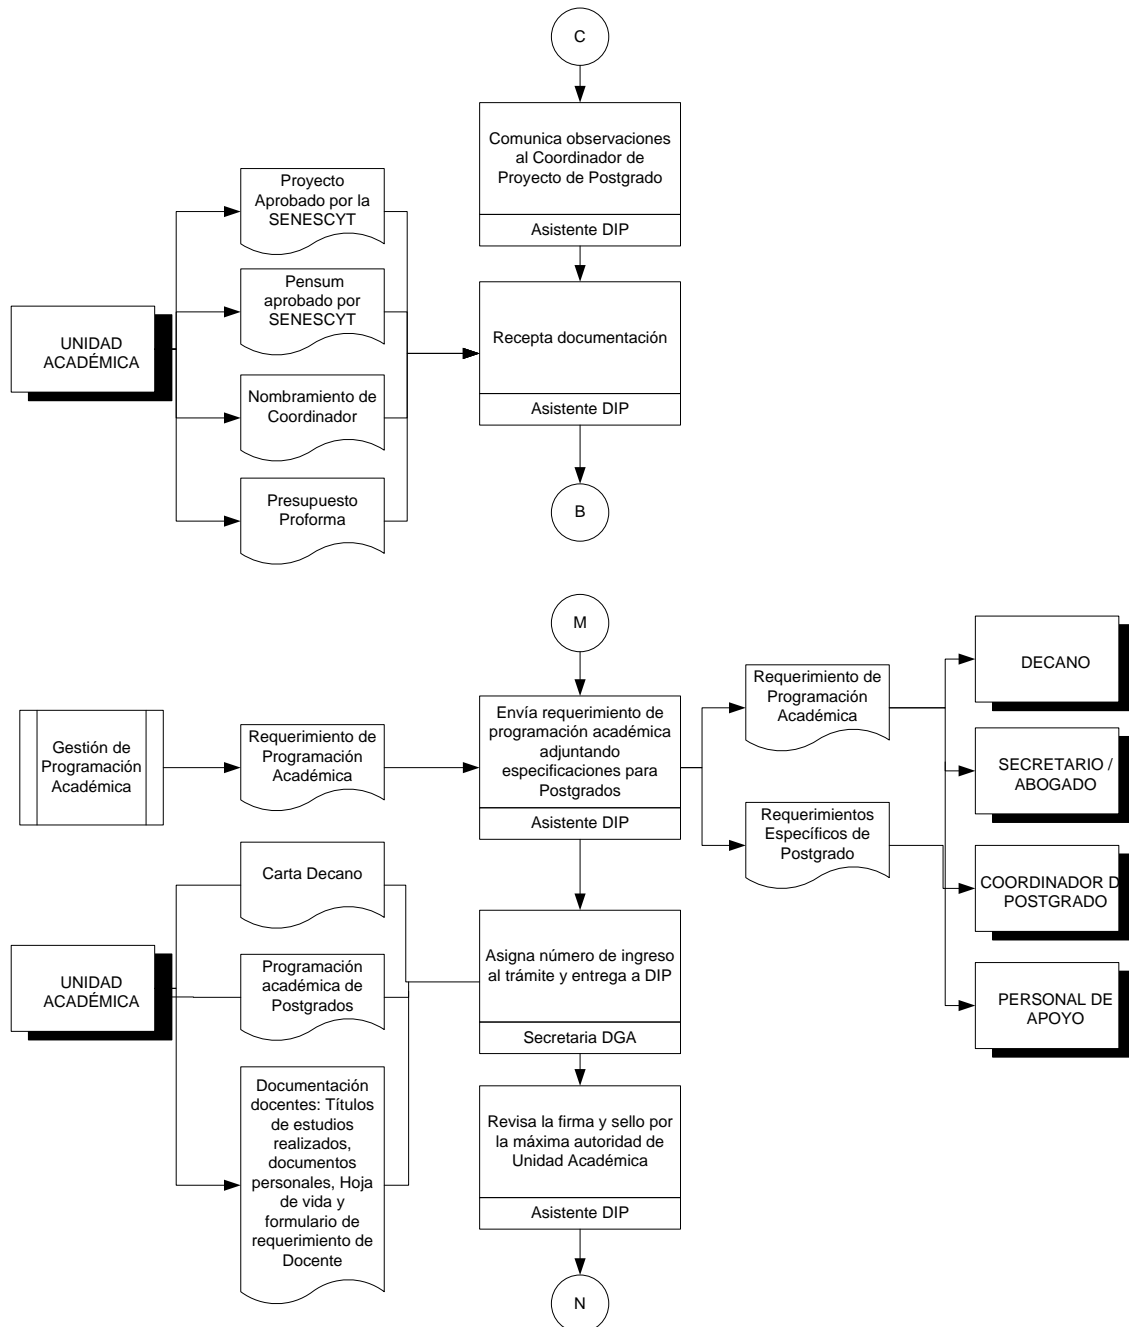 C
Comunica observaciones
al Coordinador de
Proyecto de Postgrado
Asistente DIP
Proyecto
Aprobado por la
SENESCYT
Pensum
aprobado por
SENESCYT
UNIDAD
ACADÉMICA
Recepta documentación
Asistente DIP
Nombramiento de
Coordinador
Presupuesto
Proforma
B
M
Gestión de
Programación
Académica
Requerimiento de
Programación
Académica
Envía requerimiento de
programación académica
adjuntando
especificaciones para
Postgrados
Asistente DIP
Requerimiento de
Programación
Académica
Requerimientos
Específicos de
Postgrado
DECANO
SECRETARIO /
ABOGADO
COORDINADOR D
POSTGRADO
PERSONAL DE
APOYO
Carta Decano
UNIDAD
ACADÉMICA
Programación
académica de
Postgrados
Asigna número de ingreso
al trámite y entrega a DIP
Secretaria DGA
Documentación
docentes: Títulos
de estudios
realizados,
documentos
personales, Hoja
de vida y
formulario de
requerimiento de
Docente
Revisa la firma y sello por
la máxima autoridad de
Unidad Académica
Asistente DIP
N